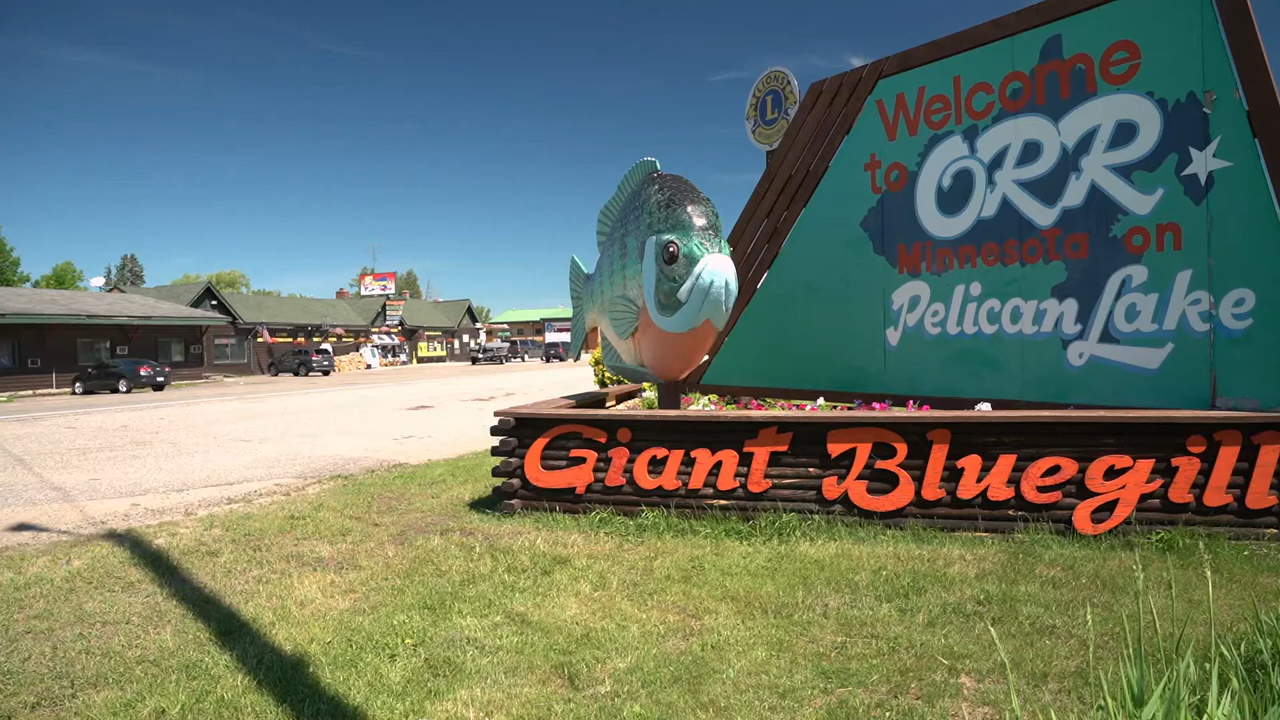 LIONS
L
Welcome
to ORR
Minnesota on
Pelican Lake
Giant Bluegill